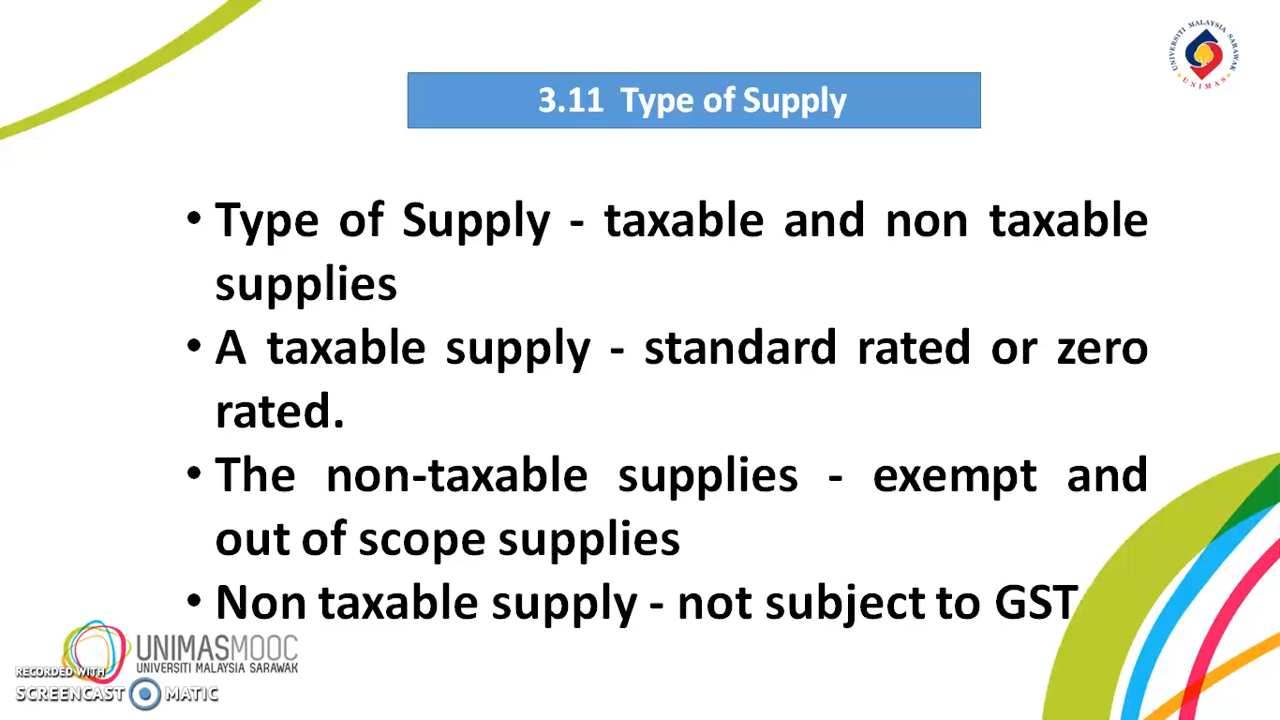 UNIVERSITI MALAYSIA SARAWAK
UNIMAS
3.11 Type of Supply
• Type of Supply - taxable and non taxable
supplies
• A taxable supply - standard rated or zero
rated.
• The non-taxable supplies - exempt and
out of scope supplies
• Non taxable supply - not subject to GST
UNIMASMOOC
UNIVERSITI MALAYSIA SARAWAK
RECORDED WITH
SCREENCAST MATIC